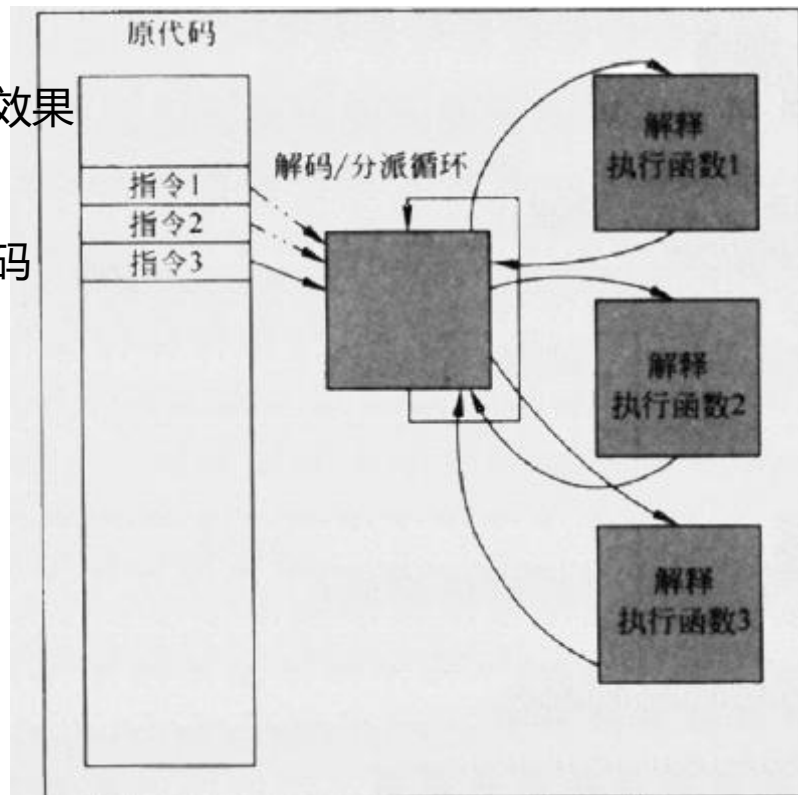 原代码
效果
解码/分派循环
指令1
指令2
指令3
码
解释
执行函数1
解释
执行函数2
解释
执行函数3